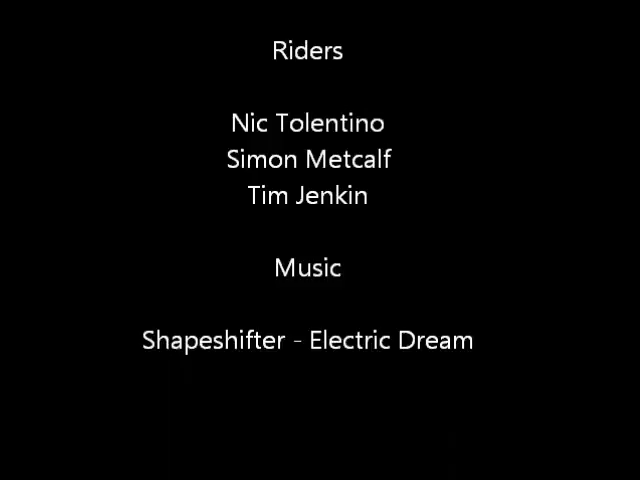 Riders
Nic Tolentino
Simon Metcalf
Tim Jenkin
Music
Shapeshifter - Electric Dream